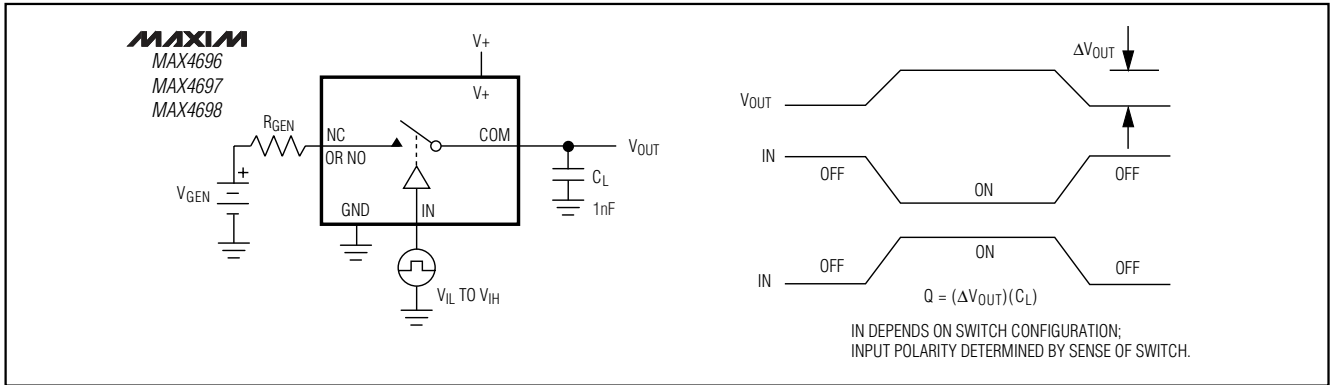 MAXIM
MAX4696
MAX4697
MAX4698
V+
V+
RGEN
NC
OR NO
COM
VOUT
CL
1nF
+
VGEN
GND
IN
VIL TO VIH
ΔVOUT
VOUT
IN
OFF
ON
OFF
IN
OFF
ON
OFF
Q = (ΔVOUT)(CL)
IN DEPENDS ON SWITCH CONFIGURATION;
INPUT POLARITY DETERMINED BY SENSE OF SWITCH.